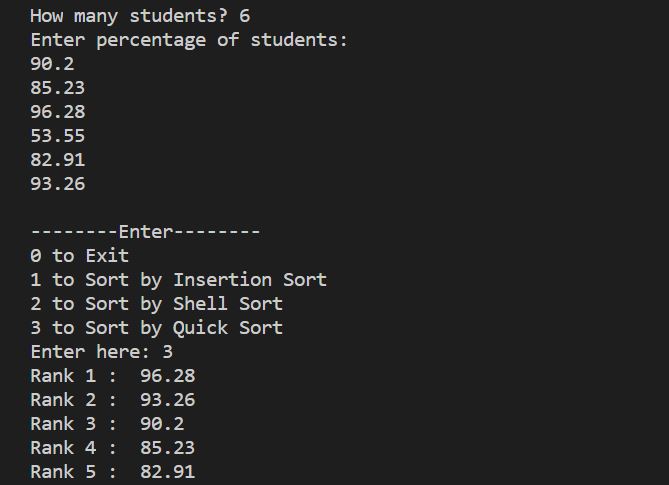 How many students? 6
Enter percentage of students:
90.2
85.23
96.28
53.55
82.91
93.26
--------Enter--------
0 to Exit
1 to Sort by Insertion Sort
2 to Sort by Shell Sort
3 to Sort by Quick Sort
Enter here: 3
Rank 1 :  96.28
Rank 2 :  93.26
Rank 3 :  90.2
Rank 4 :  85.23
Rank 5 :  82.91